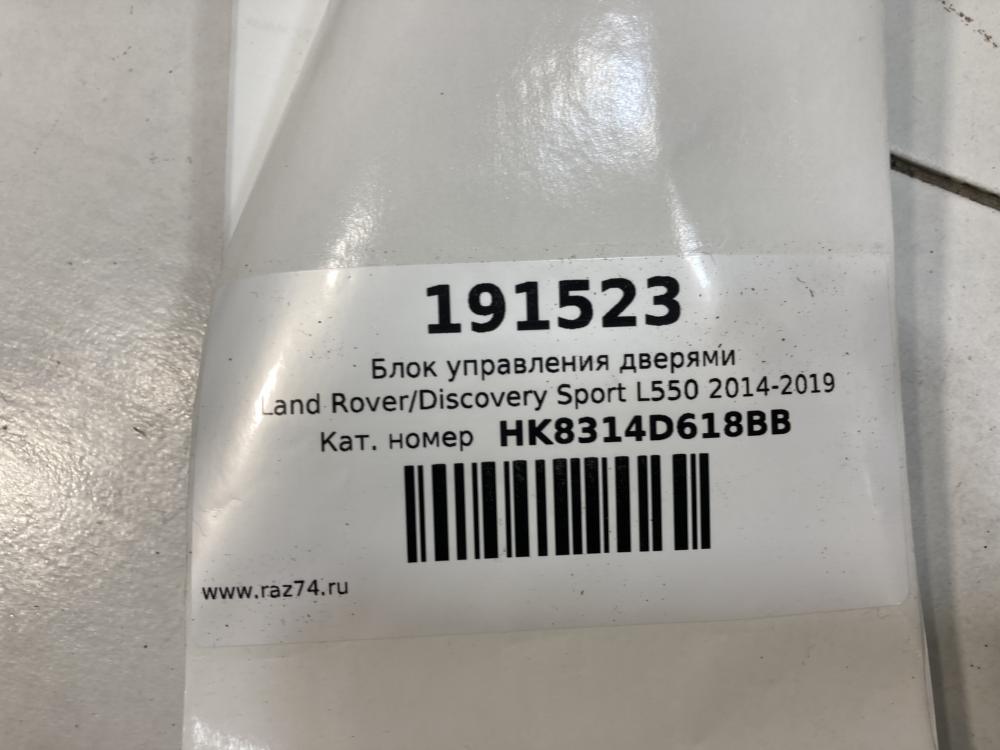 191523
Блок управления дверями
Land Rover/Discovery Sport L550 2014-2019
Кат. номер HK8314D618BB
www.raz74.ru